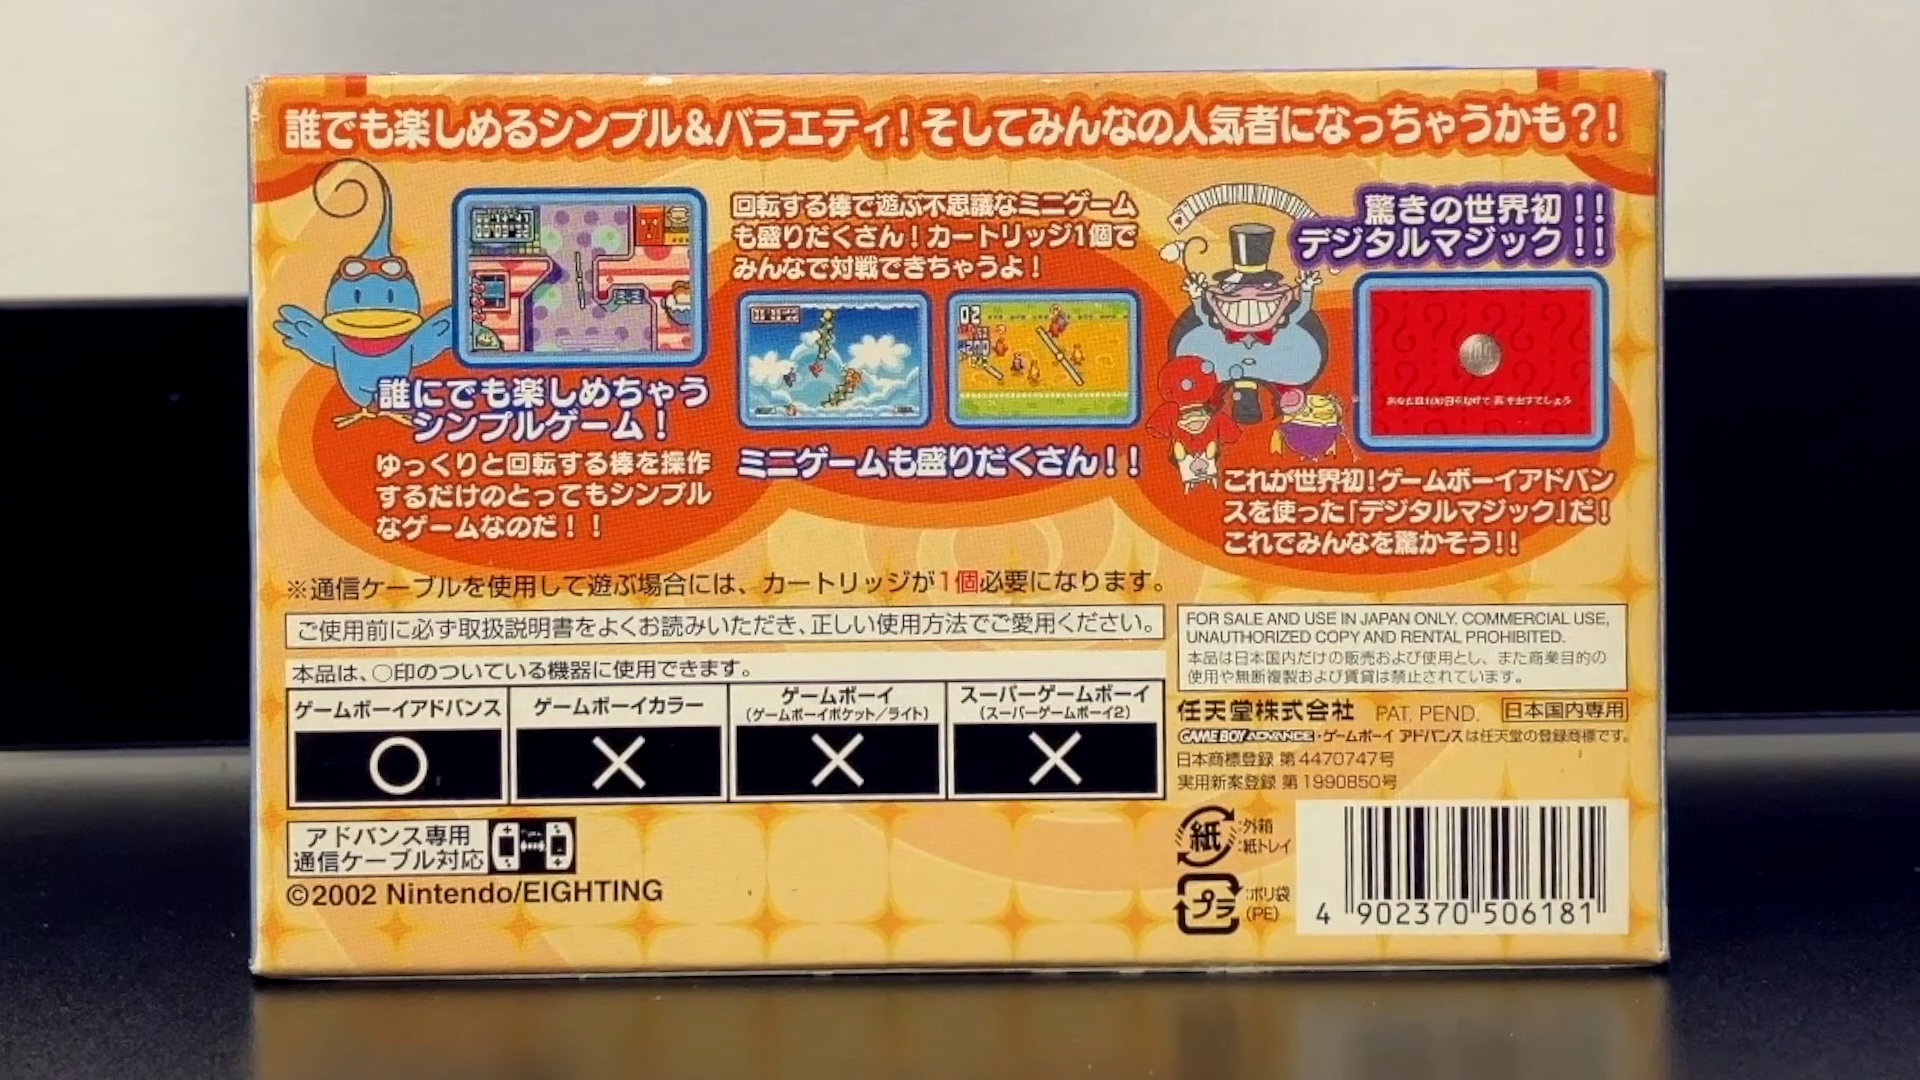 誰でも楽しめるシンプル&バラエティ!そしてみんなの人気者になっちゃうかも?!
誰にでも楽しめちゃう
シンプルゲーム!
ゆっくりと回転する棒を操作
するだけのとってもシンプル
なゲームなのだ!!
回転する棒で遊ぶ不思議なミニゲーム
も盛りだくさん!カートリッジ1個で
みんなで対戦できちゃうよ!
02
ミニゲームも盛りだくさん!!
驚きの世界初!!
デジタルマジック!!
100
これが世界初!ゲームボーイアドバン
スを使った「デジタルマジック」だ!
これでみんなを驚かそう!!
※通信ケーブルを使用して遊ぶ場合には、カートリッジが1個必要になります。
ご使用前に必ず取扱説明書をよくお読みいただき、正しい使用方法でご愛用ください。
本品は、○印のついている機器に使用できます。
ゲームボーイアドバンス
○
ゲームボーイカラー
×
ゲームボーイ
(ゲームボーイポケット/ライト)
×
スーパーゲームボーイ
(スーパーゲームボーイ2)
×
アドバンス専用
通信ケーブル対応
©2002 Nintendo/EIGHTING
FOR SALE AND USE IN JAPAN ONLY. COMMERCIAL USE,
UNAUTHORIZED COPY AND RENTAL PROHIBITED.
本品は日本国内だけの販売および使用とし、また商業目的の
使用や無断複製および賃貸は禁止されています。
任天堂株式会社 PAT. PEND. 日本国内専用
GAME BOY ADVANCE・ゲームボーイ アドバンスは任天堂の登録商標です。
日本商標登録 第4470747号
実用新案登録 第1990850号
紙 :外箱
:紙トレイ
プラ :ポリ袋
(PE)
4 902370 506181